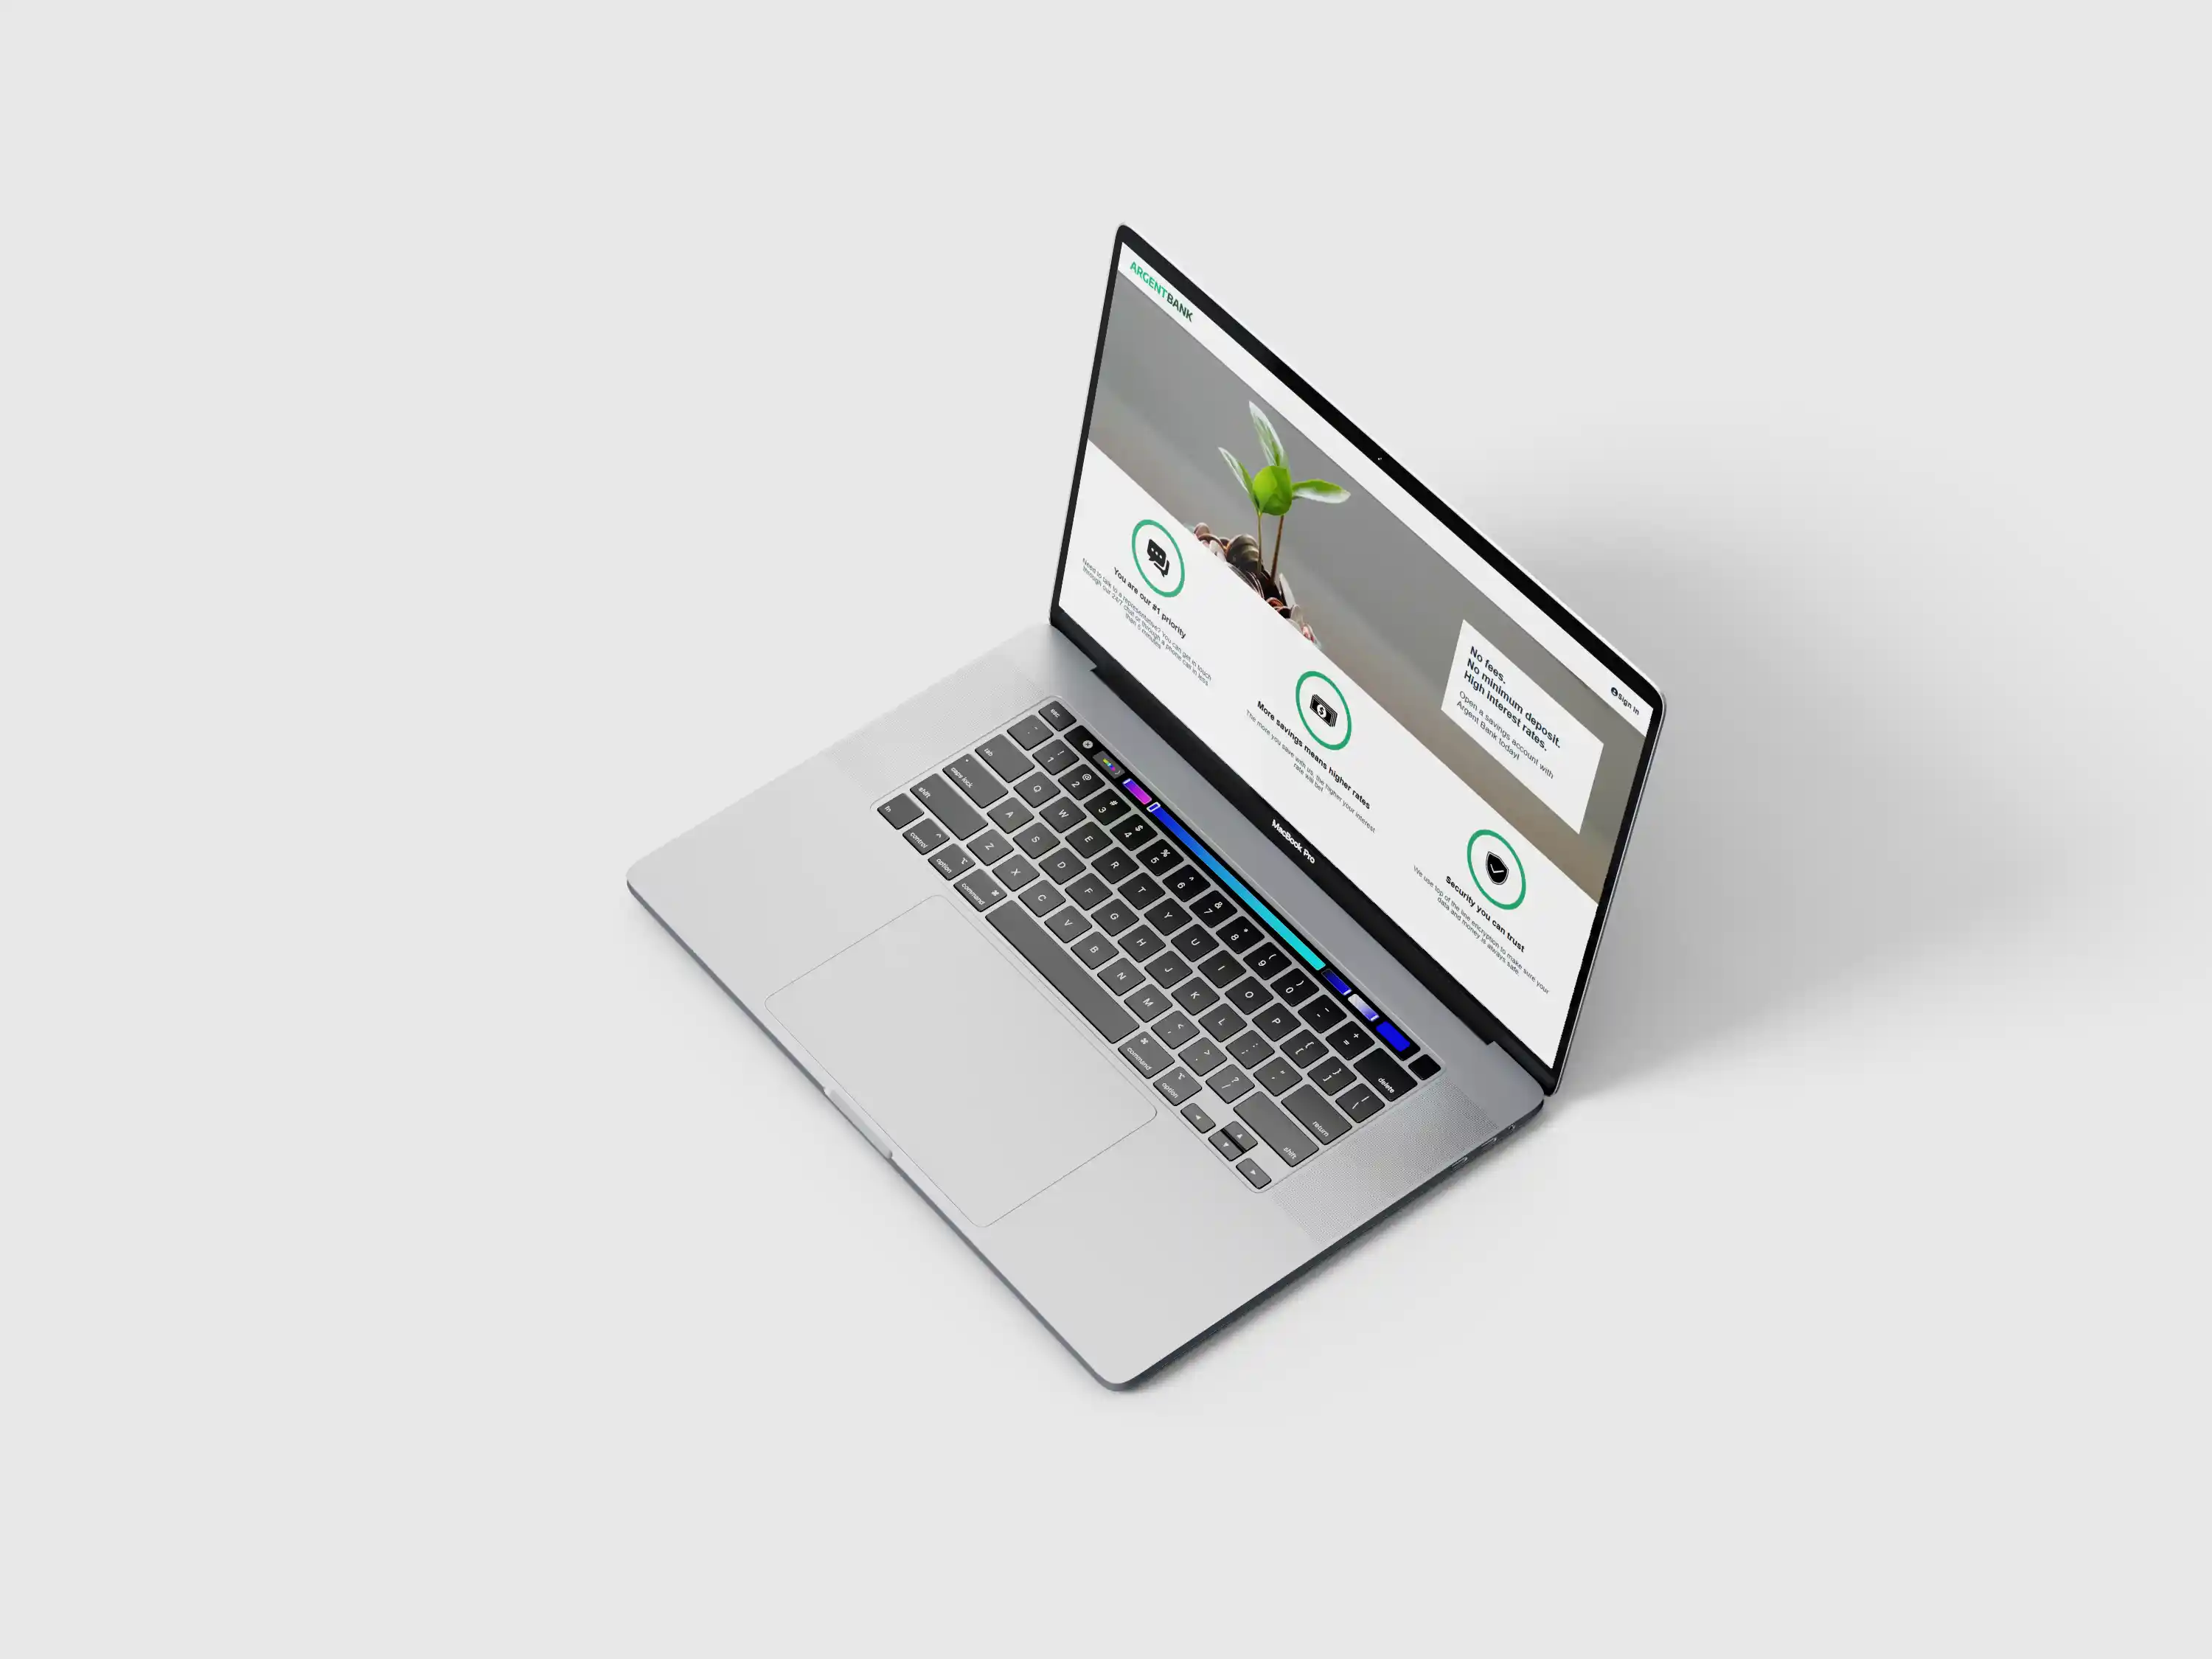 ARGENTBANK
Sign In
No fees.
No minimum deposit.
High interest rates.
Open a savings account with
Argent Bank today!
You are our #1 priority
Need to talk to a representative? You can get in touch
through our 24/7 chat or through a phone call in less
than 5 minutes.
More savings means higher rates
The more you save with us, the higher your interest
rate will be!
Security you can trust
We use top of the line encryption to make sure your
data and money is always safe.
MacBook Pro
esc
! @ # $ % ^ & * ( ) _ +
1 2 3 4 5 6 7 8 9 0 - = delete
tab Q W E R T Y U I O P { [ } ]
caps lock A S D F G H J K L : ; " ' return
shift Z X C V B N M < , > . ? / shift
fn control option command command option